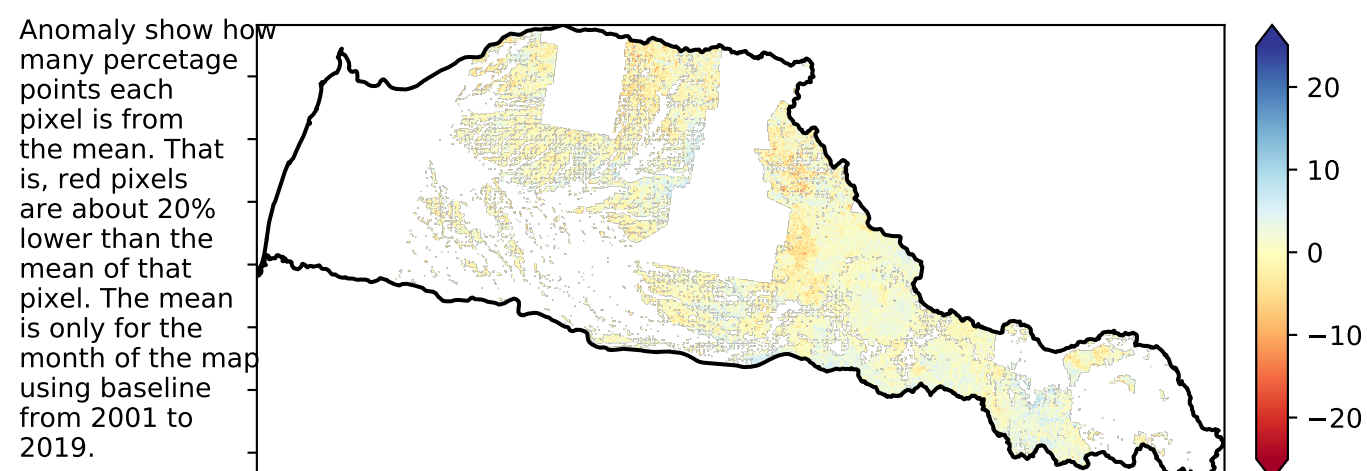 Anomaly show how
many percetage
points each
pixel is from
the mean. That
is, red pixels
are about 20%
lower than the
mean of that
pixel. The mean
is only for the
month of the map
using baseline
from 2001 to
2019.
20
10
0
−10
−20